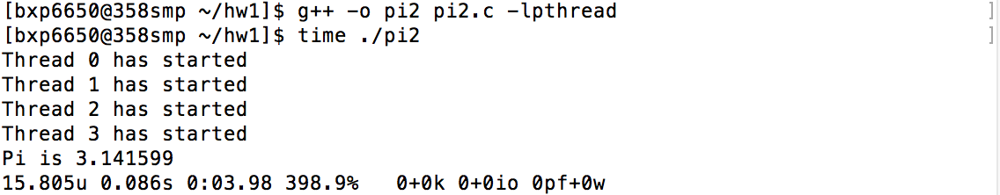 [bxp6650@358smp ~/hw1]$ g++ -o pi2 pi2.c -lpthread ]
[bxp6650@358smp ~/hw1]$ time ./pi2 ]
Thread 0 has started
Thread 1 has started
Thread 2 has started
Thread 3 has started
Pi is 3.141599
15.805u 0.086s 0:03.98 398.9%   0+0k 0+0io 0pf+0w